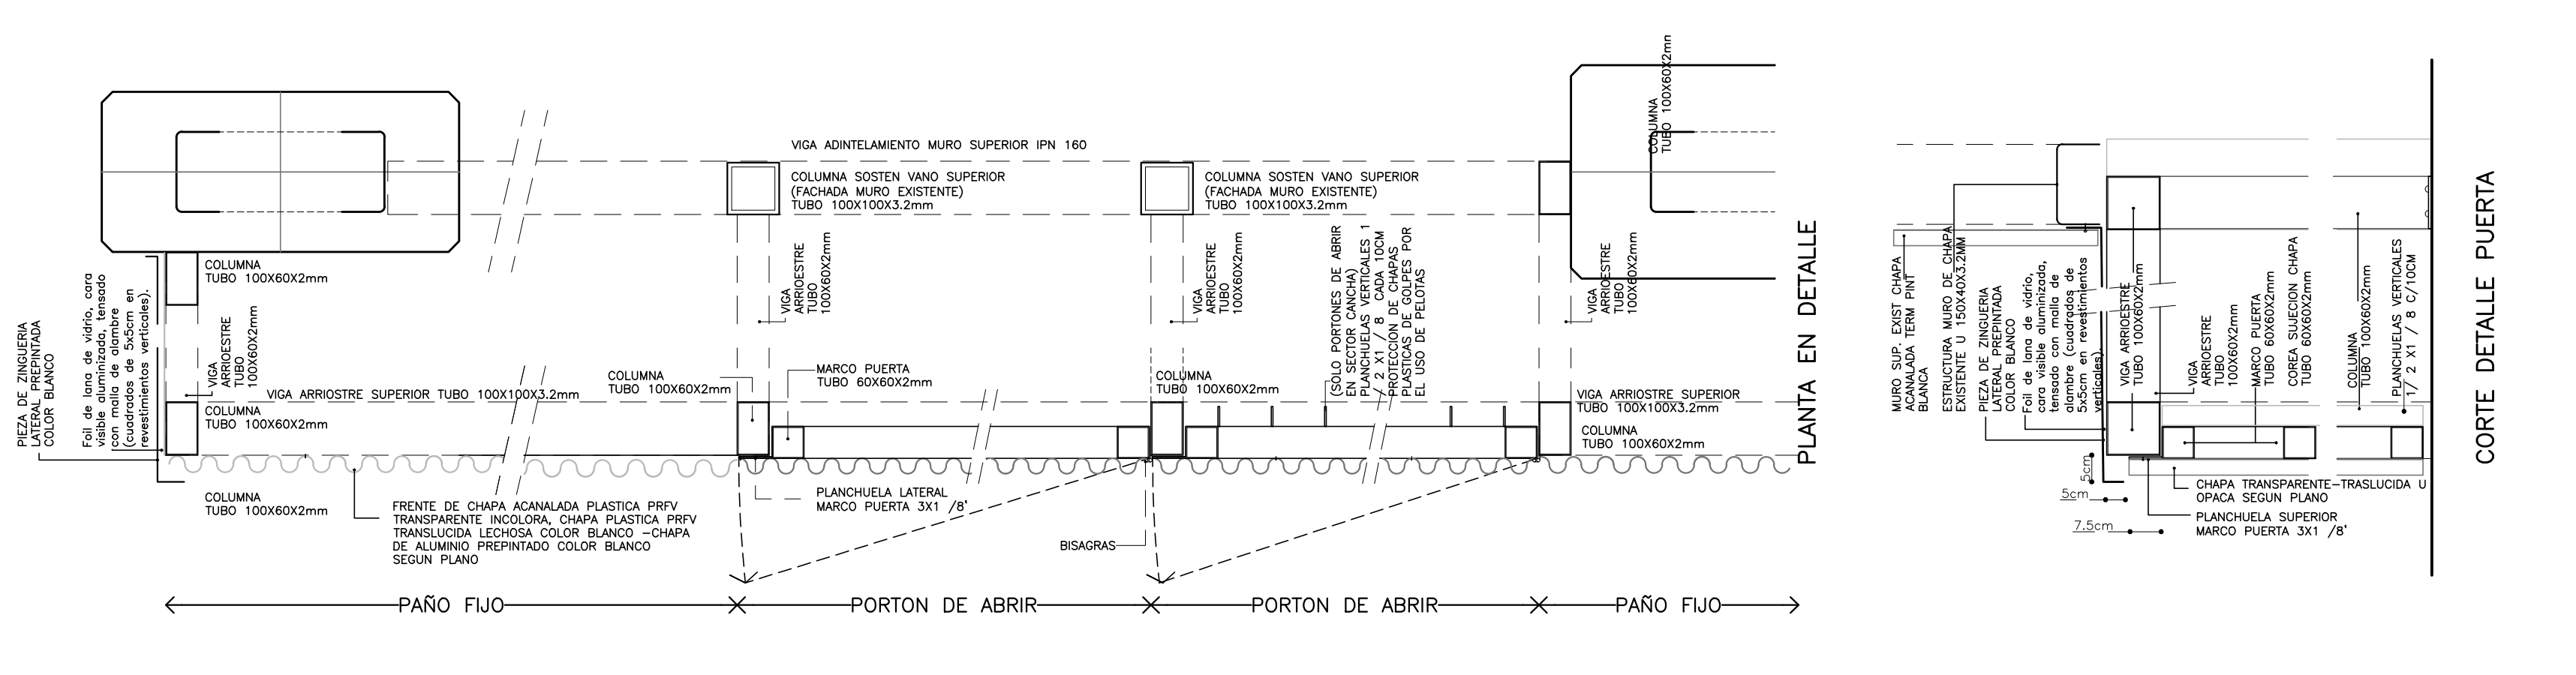 PIEZA DE ZINGUERIA
LATERAL PREPINTADA
COLOR BLANCO
Foil de lana de vidrio, cara
visible aluminizada, tensado
con malla de alambre
(cuadrados de 5x5cm en
revestimientos verticales).
COLUMNA
TUBO 100X60X2mm
VIGA
ARRIOESTRE
TUBO
100X60X2mm
VIGA ARRIOSTRE SUPERIOR TUBO 100X100X3.2mm
COLUMNA
TUBO 100X60X2mm
COLUMNA
TUBO 100X60X2mm
FRENTE DE CHAPA ACANALADA PLASTICA PRFV
TRANSPARENTE INCOLORA, CHAPA PLASTICA PRFV
TRANSLUCIDA LECHOSA COLOR BLANCO -CHAPA
DE ALUMINIO PREPINTADO COLOR BLANCO
SEGUN PLANO
VIGA ADINTELAMIENTO MURO SUPERIOR IPN 160
COLUMNA SOSTEN VANO SUPERIOR
(FACHADA MURO EXISTENTE)
TUBO 100X100X3.2mm
VIGA
ARRIOESTRE
TUBO
100X60X2mm
COLUMNA
TUBO 100X60X2mm
MARCO PUERTA
TUBO 60X60X2mm
PLANCHUELA LATERAL
MARCO PUERTA 3X1 /8'
BISAGRAS
COLUMNA SOSTEN VANO SUPERIOR
(FACHADA MURO EXISTENTE)
TUBO 100X100X3.2mm
VIGA
ARRIOESTRE
TUBO
100X60X2mm
COLUMNA
TUBO 100X60X2mm
(SOLO PORTONES DE ABRIR
EN SECTOR CANCHA)
PLANCHUELAS VERTICALES 1
1/ 2 X1/ 8 CADA 10CM
PROTECCION DE CHAPAS
PLASTICAS DE GOLPES POR
EL USO DE PELOTAS
COLUMNA
TUBO 100X60X2mm
VIGA
ARRIOESTRE
TUBO
100X60X2mm
VIGA ARRIOSTRE SUPERIOR
TUBO 100X100X3.2mm
COLUMNA
TUBO 100X60X2mm
PAÑO FIJO
PORTON DE ABRIR
PORTON DE ABRIR
PAÑO FIJO
PLANTA EN DETALLE
MURO SUP. EXIST CHAPA
ACANALADA TERM PINT
BLANCA
ESTRUCTURA MURO DE CHAPA
EXISTENTE U 150X40X3.2MM
PIEZA DE ZINGUERIA
LATERAL PREPINTADA
COLOR BLANCO
Foil de lana de vidrio,
cara visible aluminizada,
tensado con malla de
alambre (cuadrados de
5x5cm en revestimientos
verticales).
VIGA ARRIOESTRE
TUBO 100X60X2mm
VIGA
ARRIOESTRE
TUBO
100X60X2mm
MARCO PUERTA
TUBO 60X60X2mm
COREA SUJECION CHAPA
TUBO 60X60X2mm
COLUMNA
TUBO 100X60X2mm
PLANCHUELAS VERTICALES
1/ 2 X1 / 8 C/10CM
5cm
5cm
7.5cm
CHAPA TRANSPARENTE-TRASLUCIDA U
OPACA SEGUN PLANO
PLANCHUELA SUPERIOR
MARCO PUERTA 3X1 /8'
CORTE DETALLE PUERTA